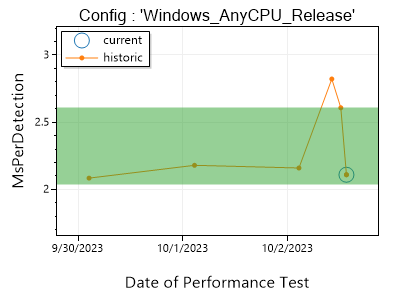 Config : 'Windows_AnyCPU_Release'
current
historic
3
2.5
2
MsPerDetection
9/30/2023
10/1/2023
10/2/2023
Date of Performance Test